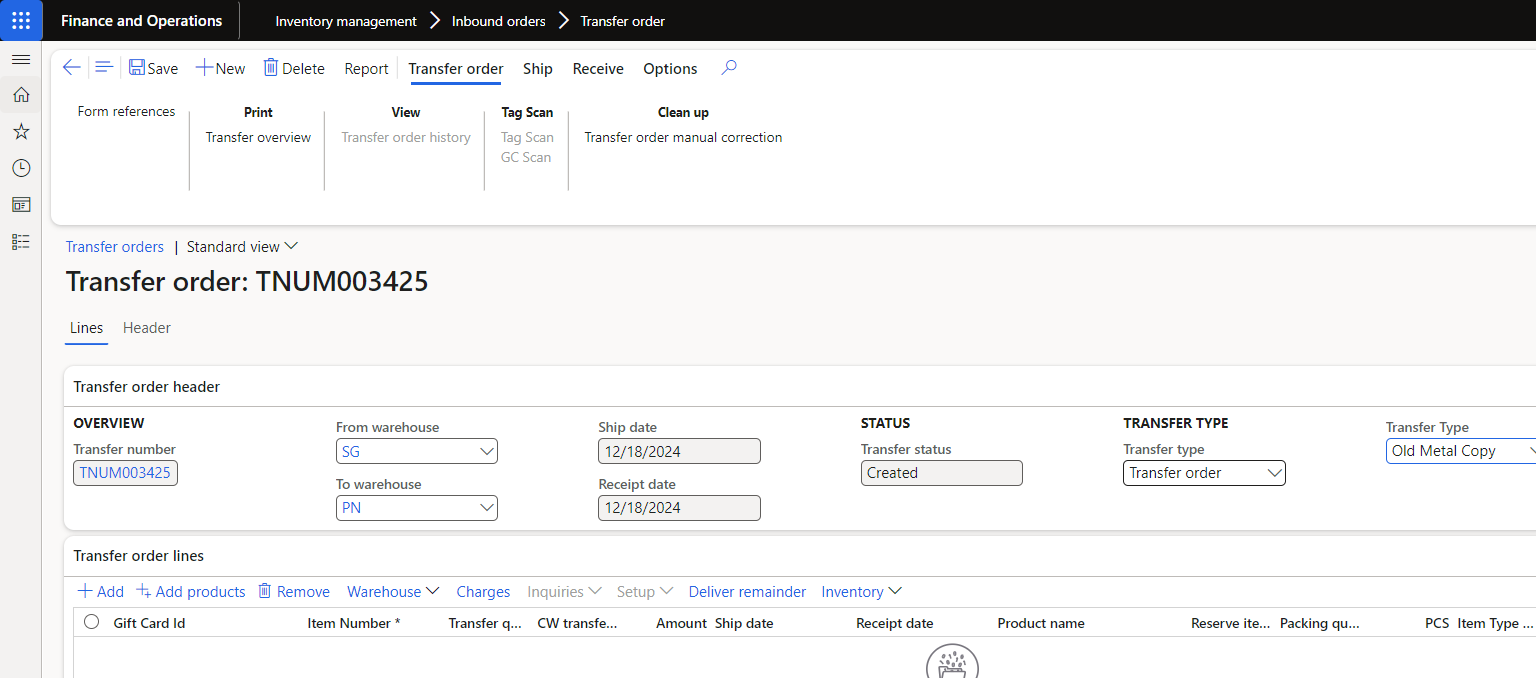 Finance and Operations
Inventory management > Inbound orders > Transfer order
Save New Delete Report Transfer order Ship Receive Options
Form references
Print
Transfer overview
View
Transfer order history
Tag Scan
Tag Scan
GC Scan
Clean up
Transfer order manual correction
Transfer orders | Standard view
Transfer order: TNUM003425
Lines Header
Transfer order header
OVERVIEW
Transfer number
TNUM003425
From warehouse
SG
To warehouse
PN
Ship date
12/18/2024
Receipt date
12/18/2024
STATUS
Transfer status
Created
TRANSFER TYPE
Transfer type
Transfer order
Transfer Type
Old Metal Copy
Transfer order lines
Add Add products Remove Warehouse Charges Inquiries Setup Deliver remainder Inventory
Gift Card Id Item Number * Transfer q... CW transfe... Amount Ship date Receipt date Product name Reserve ite... Packing qu... PCS Item Type ...